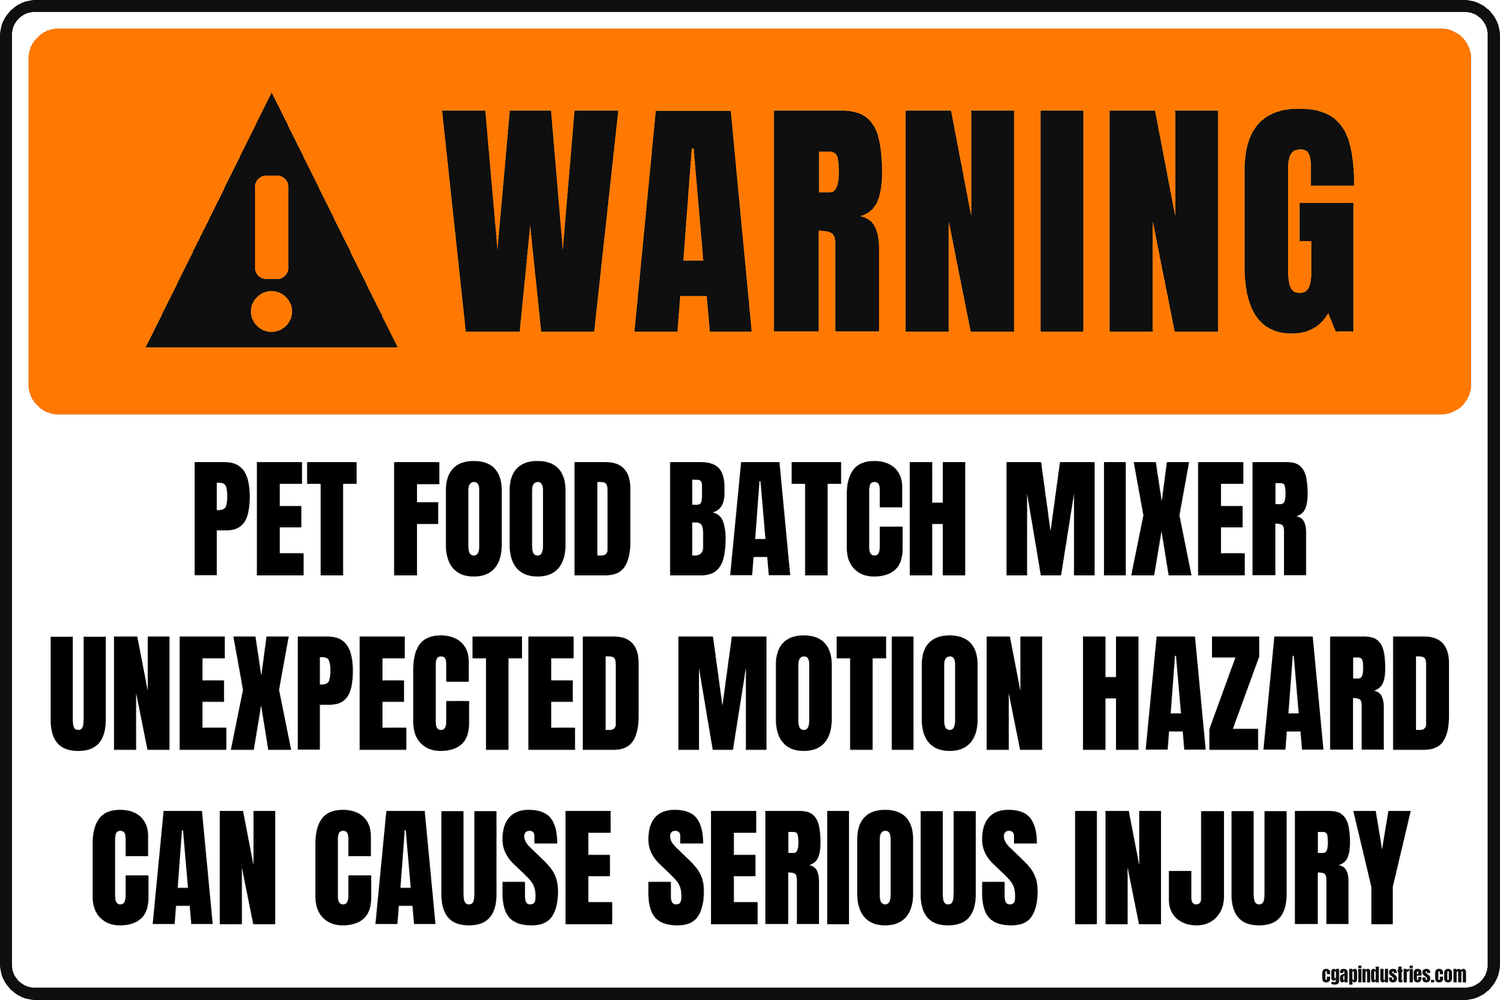 WARNING
PET FOOD BATCH MIXER
UNEXPECTED MOTION HAZARD
CAN CAUSE SERIOUS INJURY
cgapindustries.com